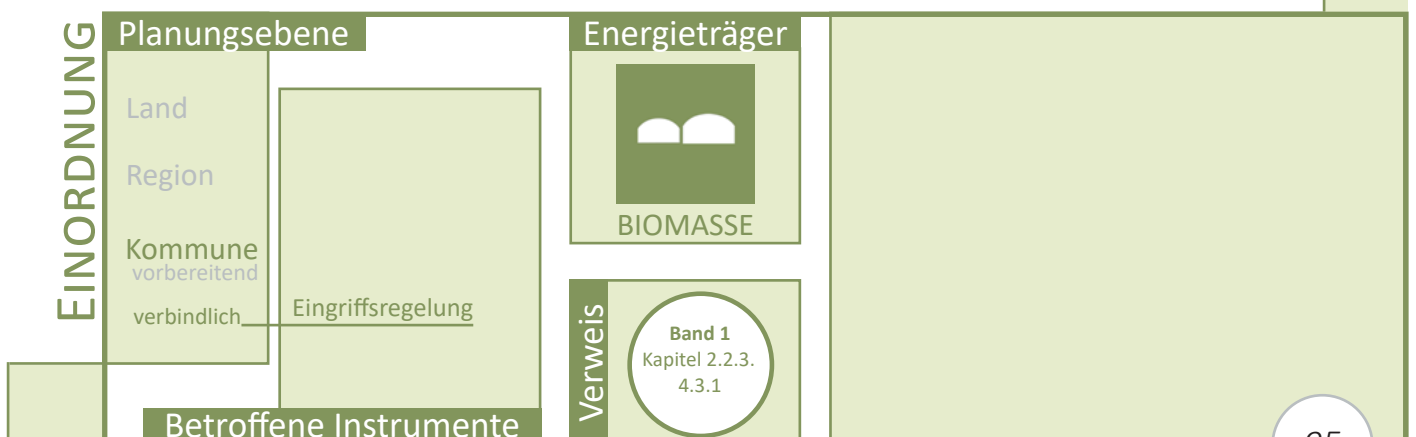 EINORDNUNG
Planungsebene
Land
Region
Kommune
vorbereitend
verbindlich
Eingriffsregelung
Betroffene Instrumente
Energieträger
BIOMASSE
Verweis
Band 1
Kapitel 2.2.3.
4.3.1